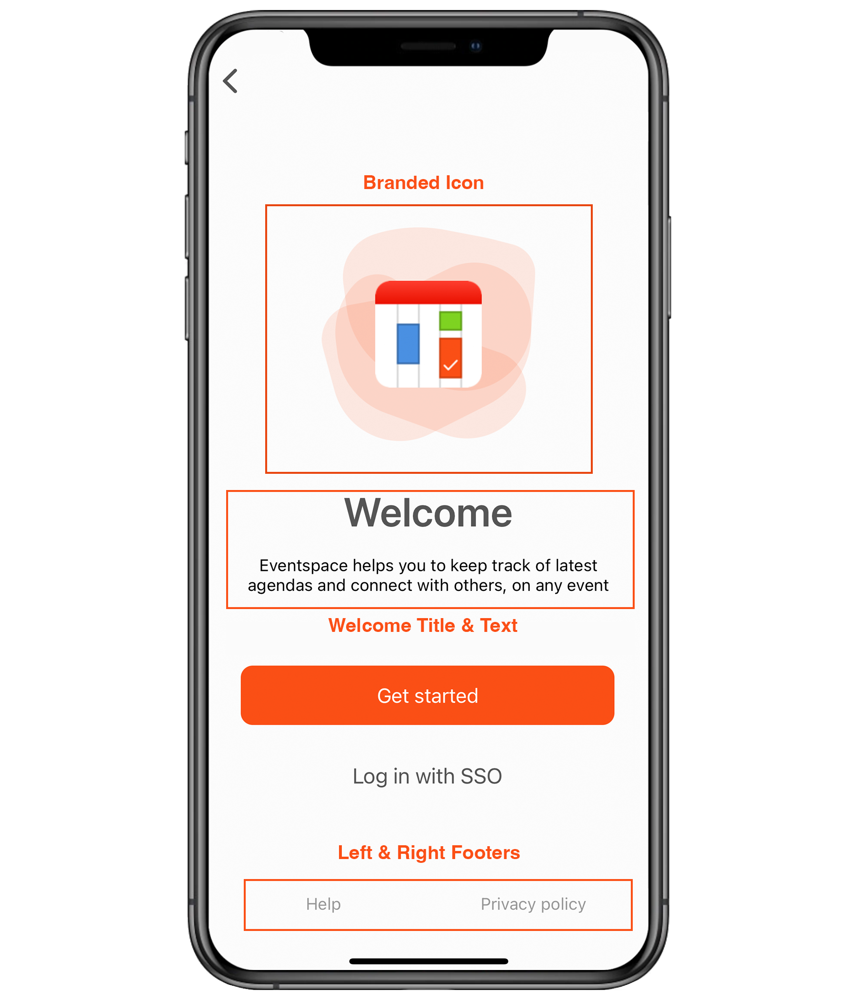 Branded Icon
Welcome
Eventspace helps you to keep track of latest
agendas and connect with others, on any event
Welcome Title & Text
Get started
Log in with SSO
Left & Right Footers
Help Privacy policy